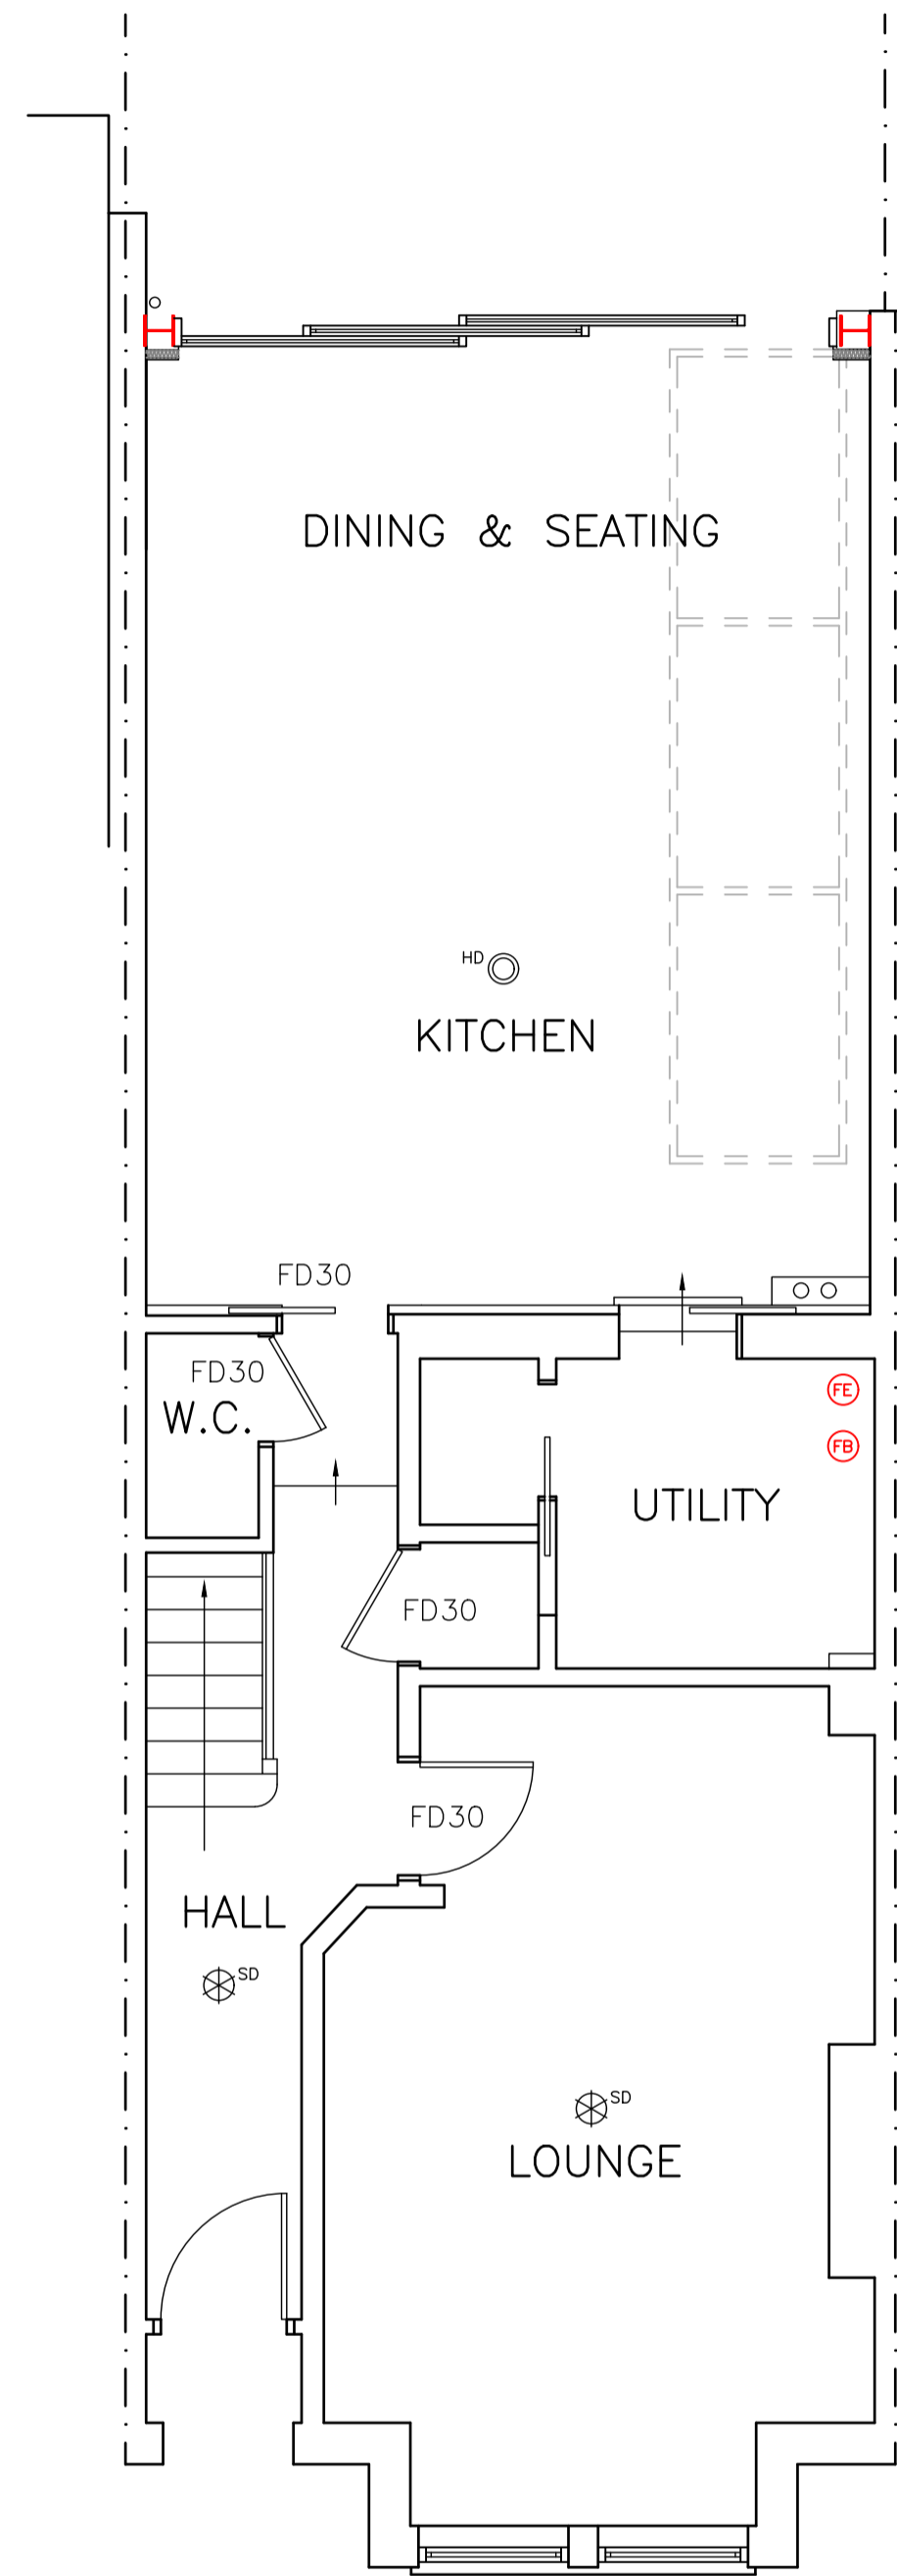 DINING & SEATING
HD
KITCHEN
FD30
FD30
W.C.
FE
FB
UTILITY
FD30
FD30
HALL
SD
SD
LOUNGE